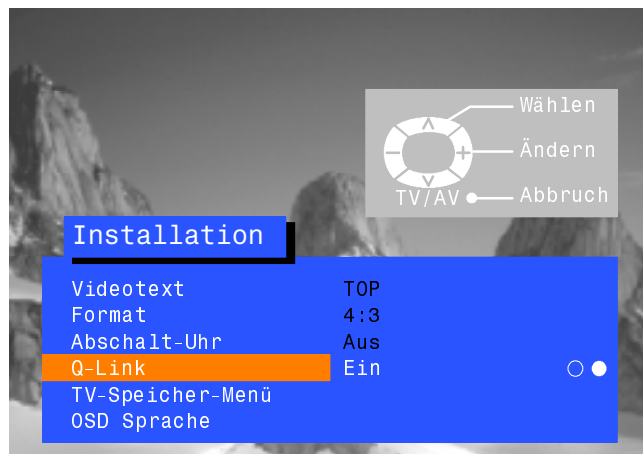 Wählen
Ändern
TV/AV Abbruch
Installation
Videotext TOP
Format 4:3
Abschalt-Uhr Aus
Q-Link Ein
TV-Speicher-Menü
OSD Sprache